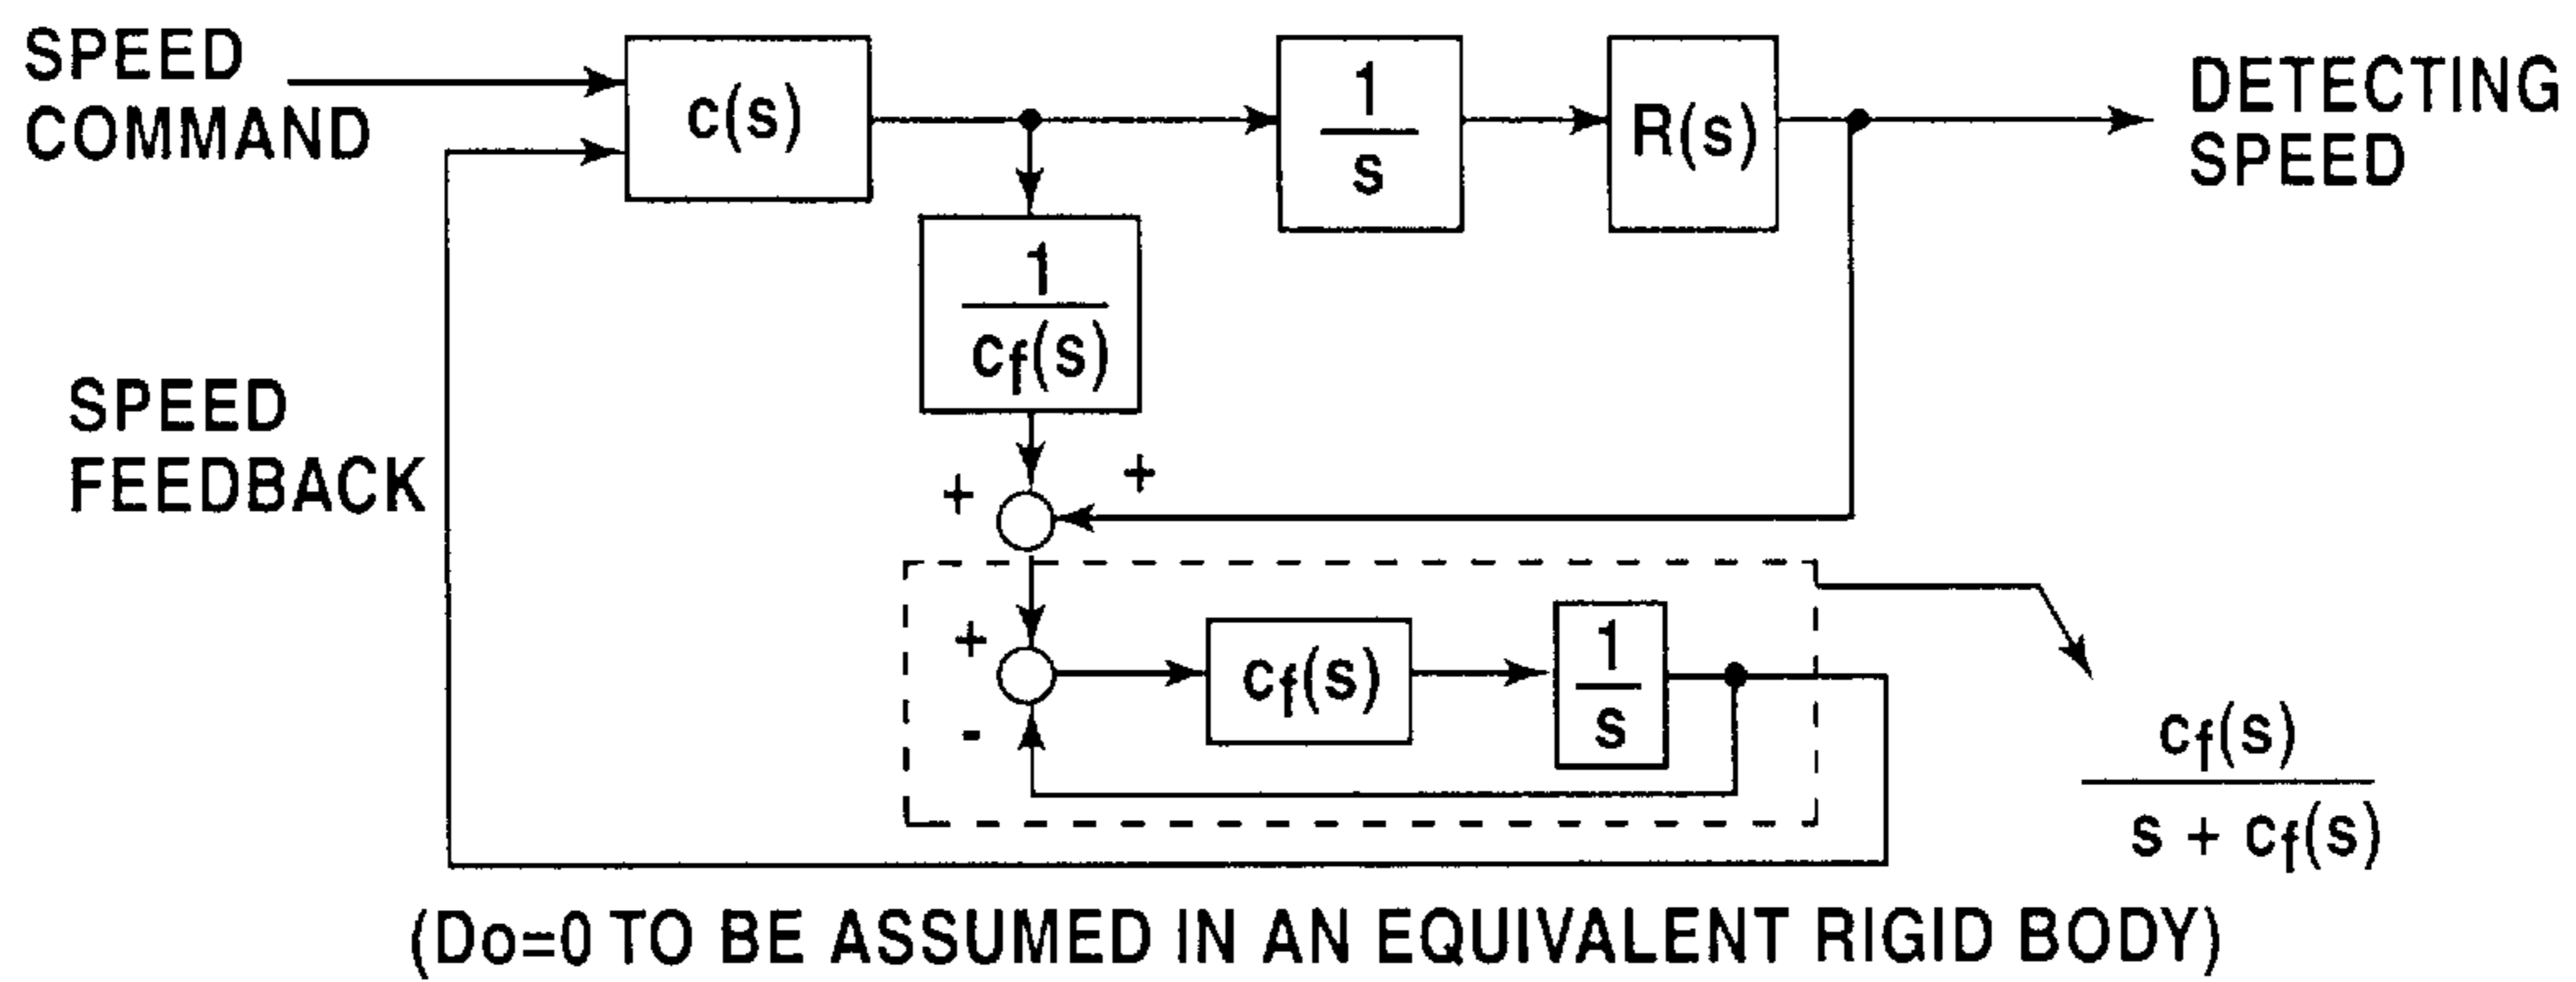 SPEED
COMMAND
c(s)
1
s
R(s)
DETECTING
SPEED
1
cf(s)
SPEED
FEEDBACK
+
+
+
-
cf(s)
1
s
cf(s)
s + cf(s)
(Do=0 TO BE ASSUMED IN AN EQUIVALENT RIGID BODY)